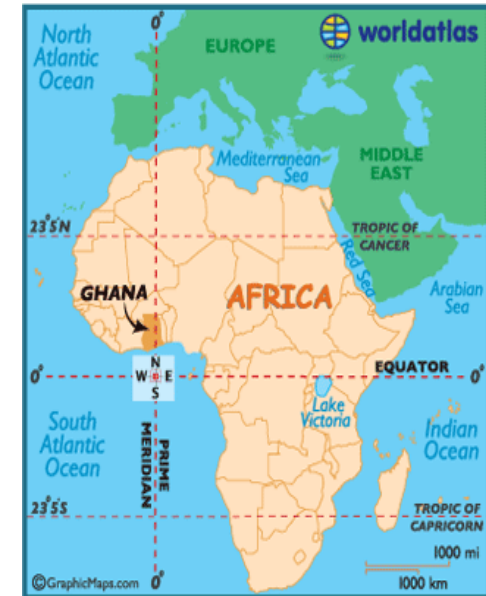 0°
North
Atlantic
Ocean
EUROPE
worldatlas
Mediterranean
Sea
MIDDLE
EAST
23°5'N
TROPIC OF
CANCER
Red Sea
GHANA
AFRICA
Arabian
Sea
N
W E
S
0°
EQUATOR
0°
Lake
Victoria
South
Atlantic
Ocean
PRIME
MERIDIAN
Indian
Ocean
23°5'S
TROPIC OF
CAPRICORN
1000 mi
1000 km
©GraphicMaps.com
0°